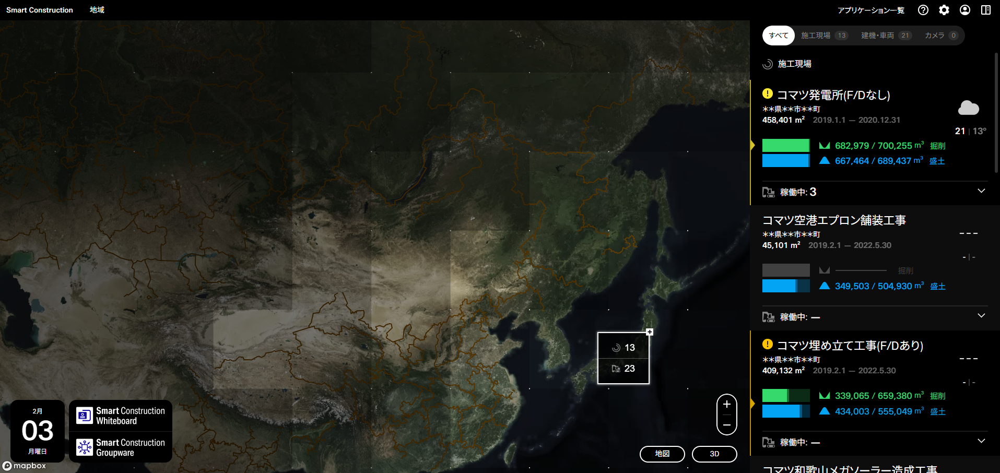 Smart Construction 地域
アプリケーション一覧
すべて 施工現場 13 建機・車両 21 カメラ 0
施工現場
コマツ発電所(F/Dなし)
**県**市**町
458,401 m² 2019.1.1 — 2020.12.31
21 | 13°
682,979 / 700,255 m³ 掘削
667,464 / 689,437 m³ 盛土
稼働中: 3
コマツ空港エプロン舗装工事
**県**市**町
---
45,101 m² 2019.2.1 — 2022.5.30
- | -
掘削
349,503 / 504,930 m³ 盛土
稼働中: —
コマツ埋め立て工事(F/Dあり)
**県**市**町
---
409,132 m² 2019.2.1 — 2022.5.30
- | -
339,065 / 659,380 m³ 掘削
434,003 / 555,049 m³ 盛土
稼働中: —
コマツ和歌山メガソーラー造成工事
13
23
+
−
地図 3D
2月
03
月曜日
Smart Construction
Whiteboard
Smart Construction
Groupware
mapbox